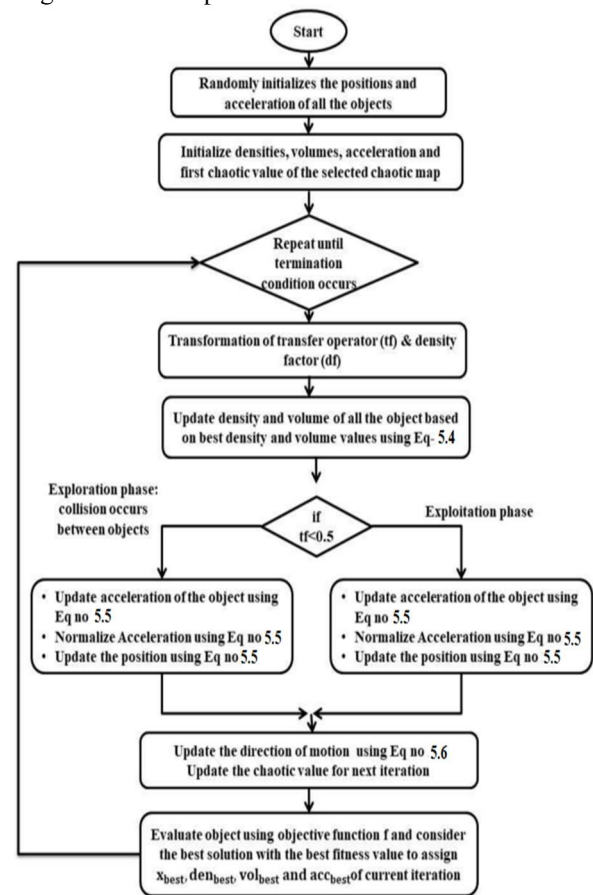 Start
Randomly initializes the positions and
acceleration of all the objects
Initialize densities, volumes, acceleration and
first chaotic value of the selected chaotic map
Repeat until
termination
condition occurs
Transformation of transfer operator (tf) & density
factor (df)
Update density and volume of all the object based
on best density and volume values using Eq- 5.4
Exploration phase:
collision occurs
between objects
if
tf<0.5
Exploitation phase
• Update acceleration of the object using
Eq no 5.5
• Normalize Acceleration using Eq no 5.5
• Update the position using Eq no 5.5
• Update acceleration of the object using
Eq no 5.5
• Normalize Acceleration using Eq no 5.5
• Update the position using Eq no 5.5
Update the direction of motion using Eq no 5.6
Update the chaotic value for next iteration
Evaluate object using objective function f and consider
the best solution with the best fitness value to assign
xbest, denbest, volbest and accbest of current iteration